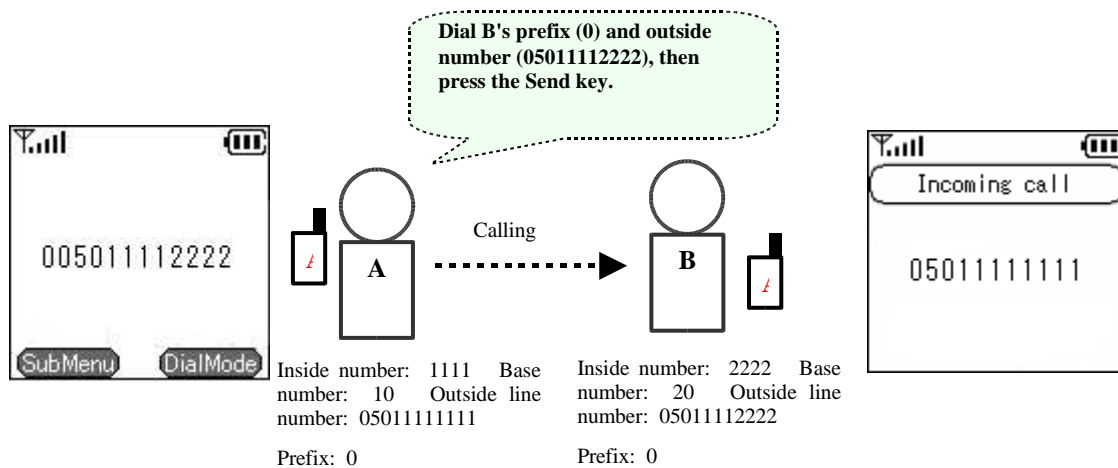 Dial B's prefix (0) and outside
number (05011112222), then
press the Send key.
005011112222
SubMenu DialMode
A
Calling
B
Incoming call
05011111111
Inside number: 1111 Base
number: 10 Outside line
number: 05011111111
Prefix: 0
Inside number: 2222 Base
number: 20 Outside line
number: 05011112222
Prefix: 0